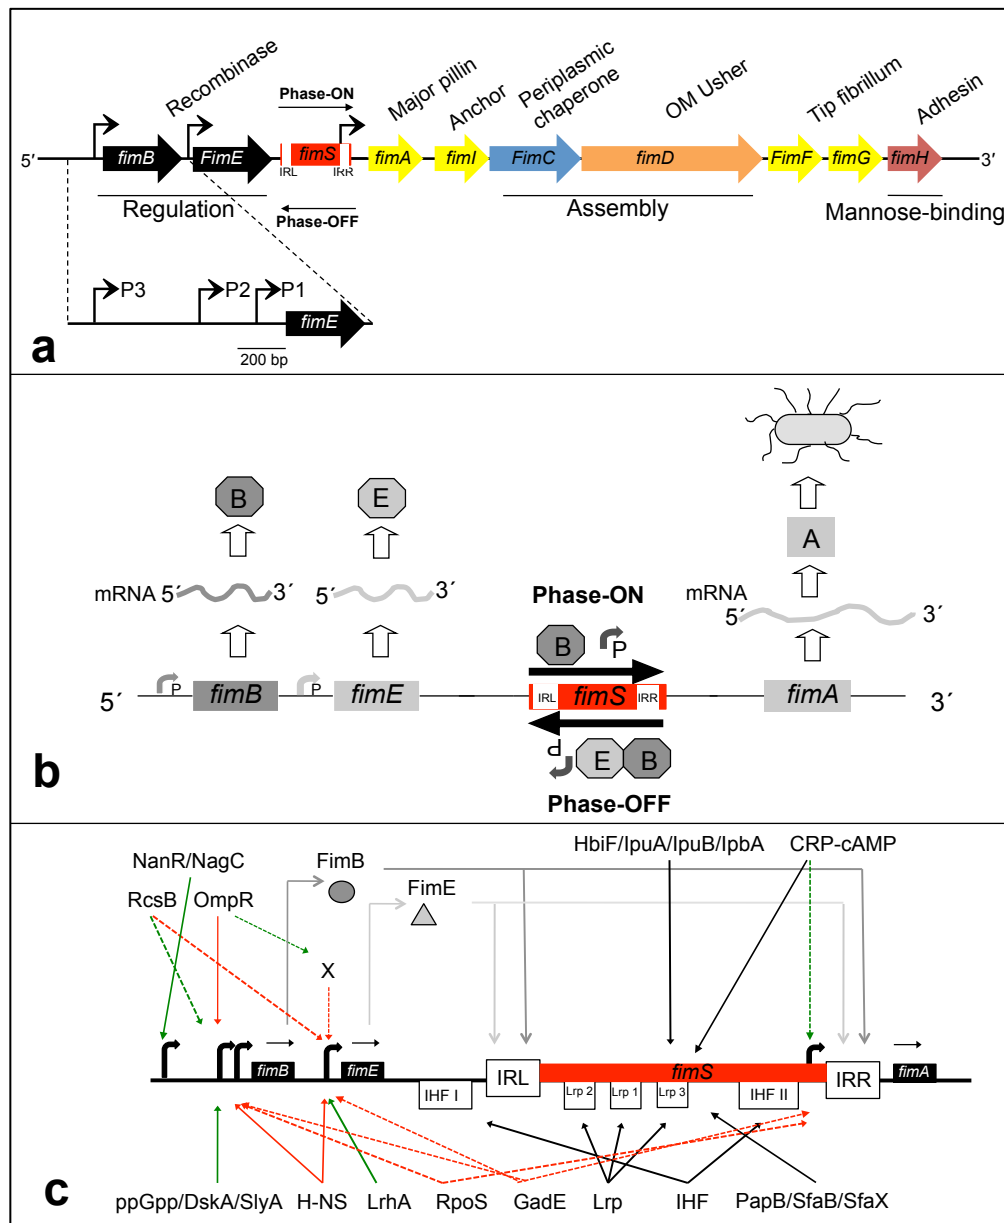 Recombinase
Major pillin
Anchor
Periplasmic
chaperone
OM Usher
Tip fibrillum
Adhesin
Phase-ON
5′ fimB FimE fimS fimA fimI FimC fimD FimF fimG fimH 3′
IRL IRR
Regulation Phase-OFF Assembly Mannose-binding
P3 P2 P1
fimE
200 bp
a
B E A
mRNA 5′ 3′ 5′ 3′
mRNA 5′ 3′
Phase-ON
B P
5′ P fimB P fimE IRL fimS IRR fimA 3′
P E B
Phase-OFF
b
HbiF/IpuA/IpuB/IpbA CRP-cAMP
NanR/NagC FimB
RcsB OmpR FimE
X
fimB fimE IRL fimS IRR fimA
IHF I Lrp 2 Lrp 1 Lrp 3 IHF II
ppGpp/DskA/SlyA H-NS LrhA RpoS GadE Lrp IHF PapB/SfaB/SfaX
c